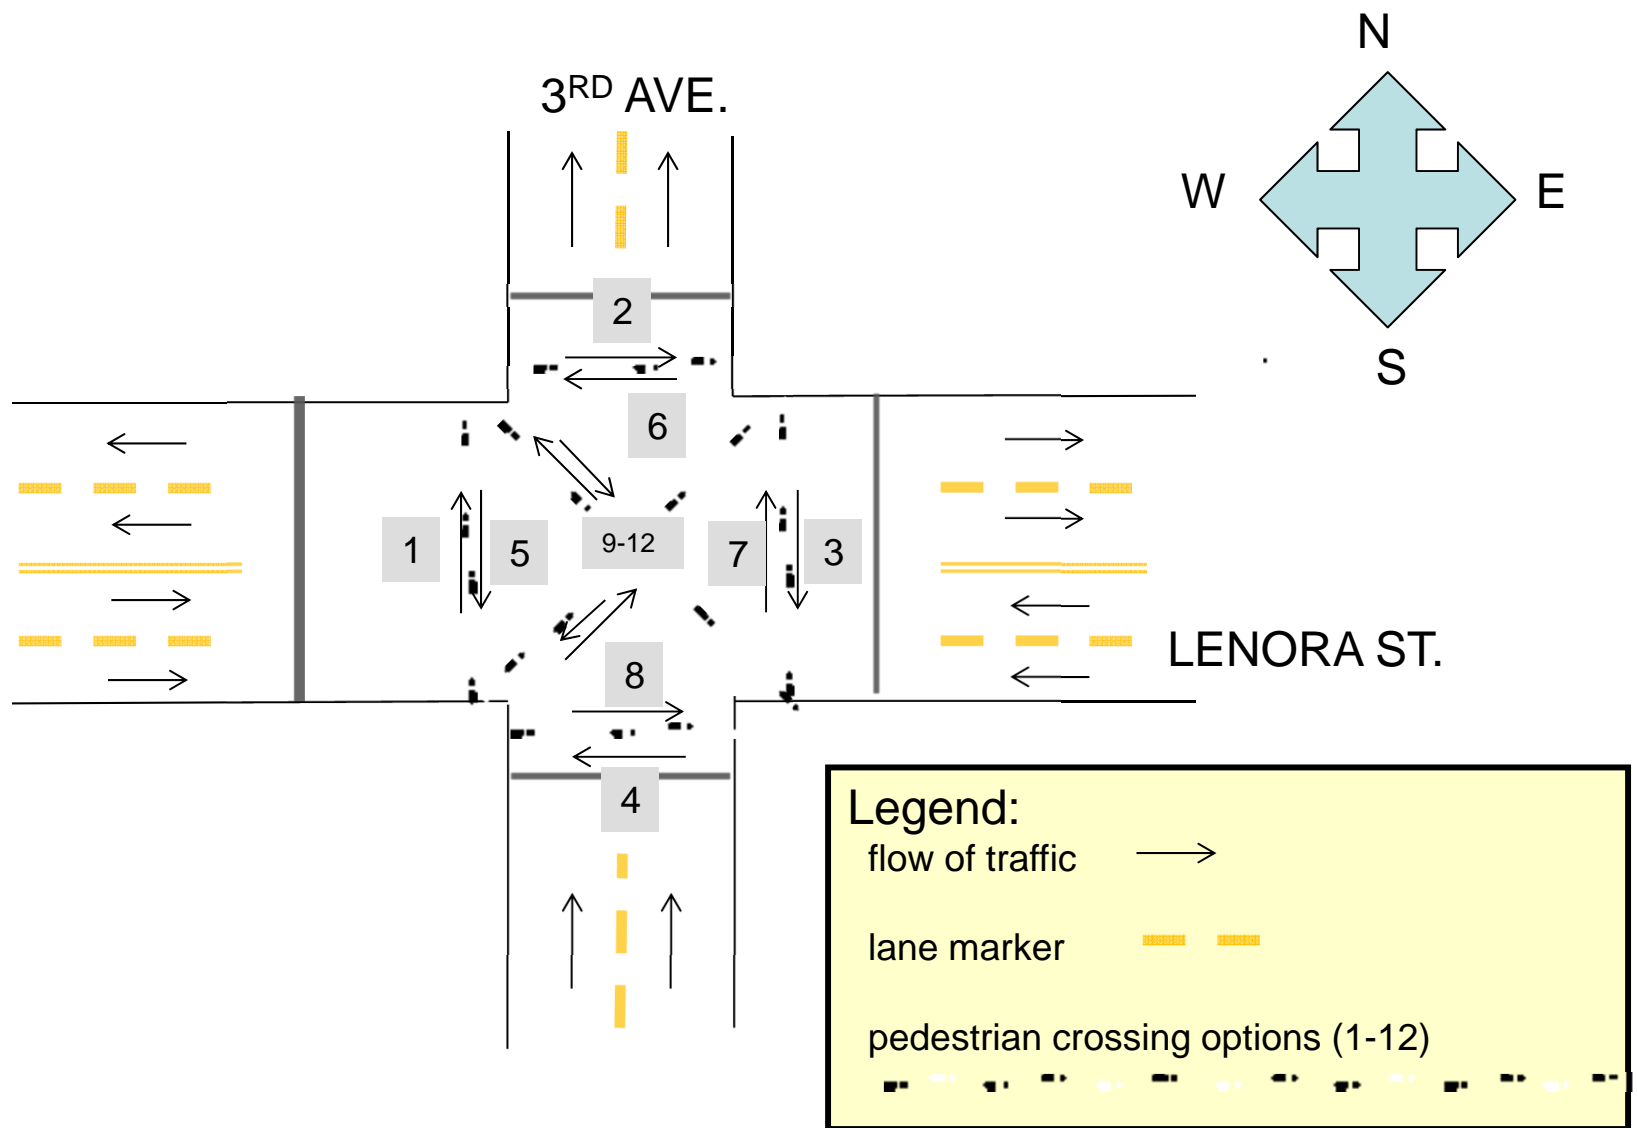 N
3RD AVE.
W
E
S
2
6
1
5
9-12
7
3
8
LENORA ST.
4
Legend:
flow of traffic
lane marker
pedestrian crossing options (1-12)